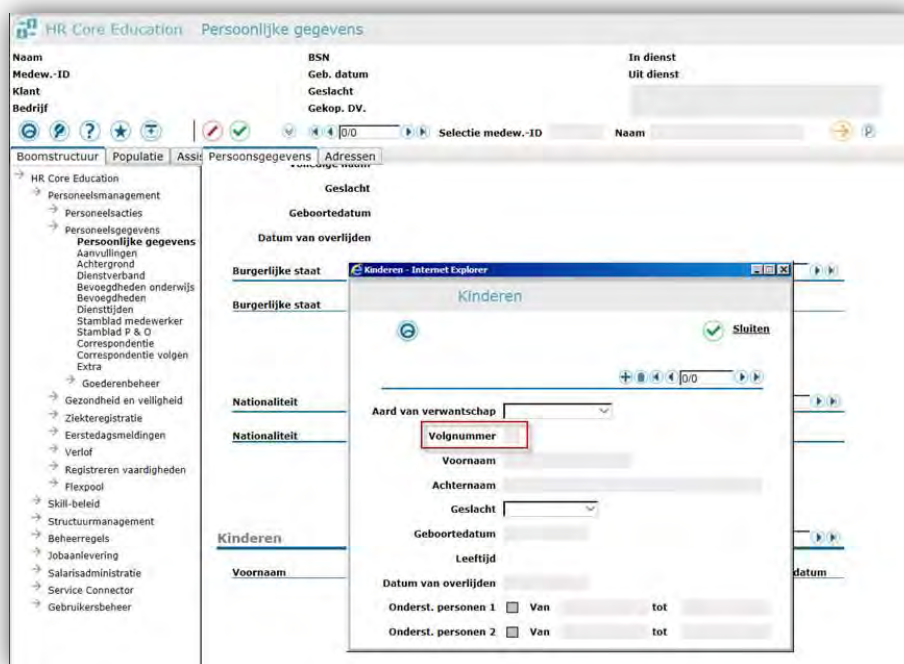 HR Core Education Persoonlijke gegevens
Naam BSN In dienst
Medew.-ID Geb. datum Uit dienst
Klant Geslacht
Bedrijf Gekop. DV.
? 0/0 Selectie medew.-ID Naam
Boomstructuur Populatie Assis Persoonsgegevens Adressen
HR Core Education
Personeelsmanagement
Personeelsacties
Personeelsgegevens
Persoonlijke gegevens
Aanvullingen
Achtergrond
Dienstverband
Bevoegdheden onderwijs
Bevoegdheden
Diensttijden
Stamblad medewerker
Stamblad P & O
Correspondentie
Correspondentie volgen
Extra
Goederenbeheer
Gezondheid en veiligheid
Ziekteregistratie
Eerstedagsmeldingen
Verlof
Registreren vaardigheden
Flexpool
Skill-beleid
Structuurmanagement
Beheerregels
Jobaanlevering
Salarisadministratie
Service Connector
Gebruikersbeheer
Volledige naam
Geslacht
Geboortedatum
Datum van overlijden
Burgerlijke staat
Burgerlijke staat
Nationaliteit
Nationaliteit
Kinderen
Voornaam datum
Kinderen - Internet Explorer
Kinderen
Sluiten
0/0
Aard van verwantschap
Volgnummer
Voornaam
Achternaam
Geslacht
Geboortedatum
Leeftijd
Datum van overlijden
Onderst. personen 1 Van tot
Onderst. personen 2 Van tot